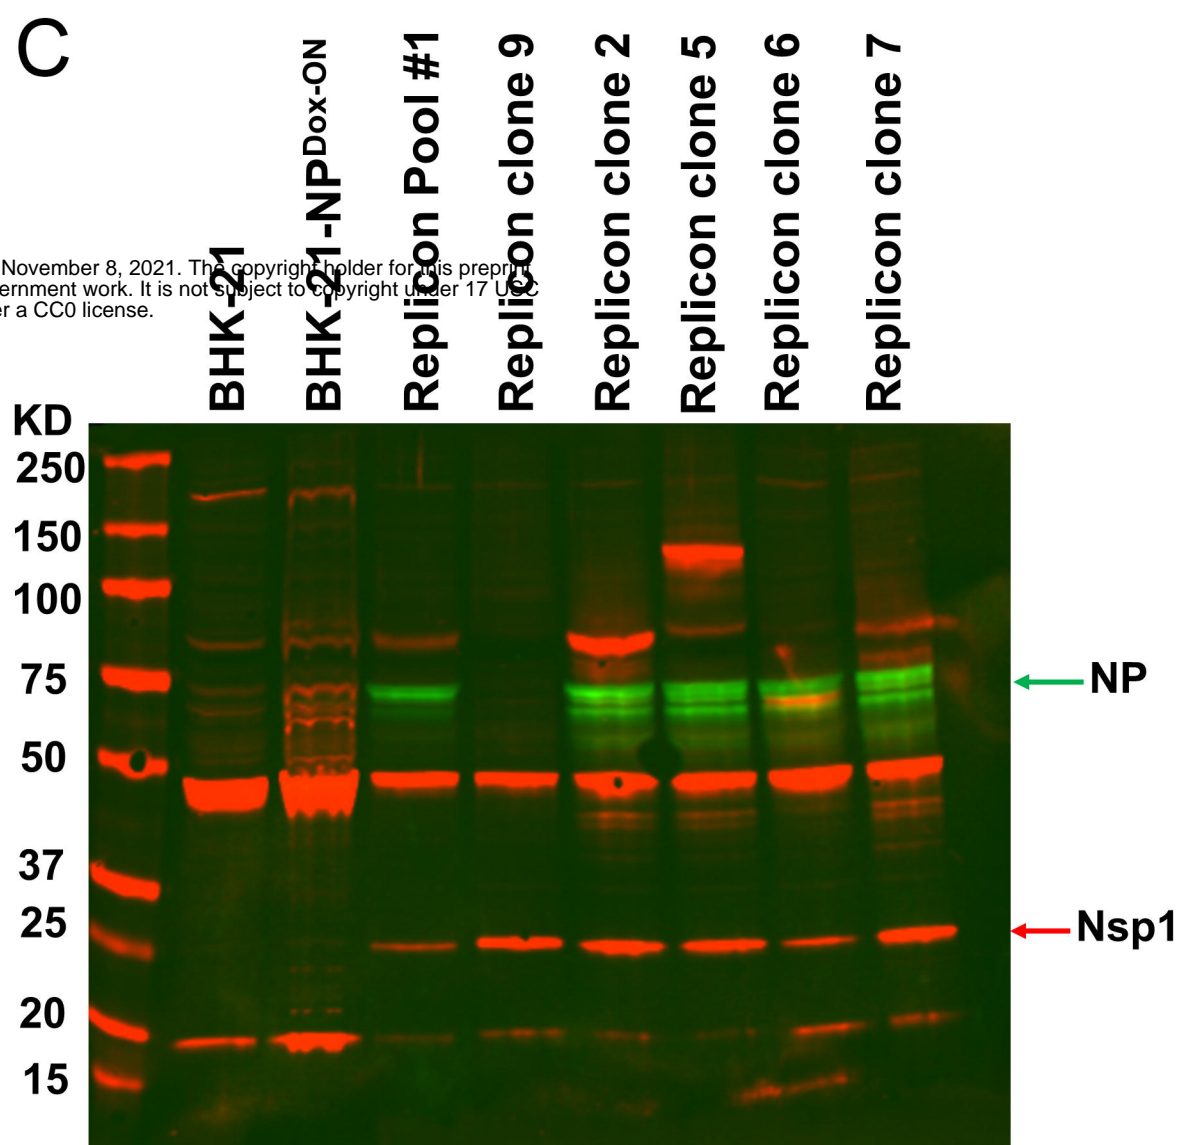 C
BHK-21
BHK-21-NPDox-ON
Replicon Pool #1
Replicon clone 9
Replicon clone 2
Replicon clone 5
Replicon clone 6
Replicon clone 7
November 8, 2021. The copyright holder for this preprint
ernment work. It is not subject to copyright under 17 USC
er a CC0 license.
KD
250
150
100
75
50
37
25
20
15
NP
Nsp1